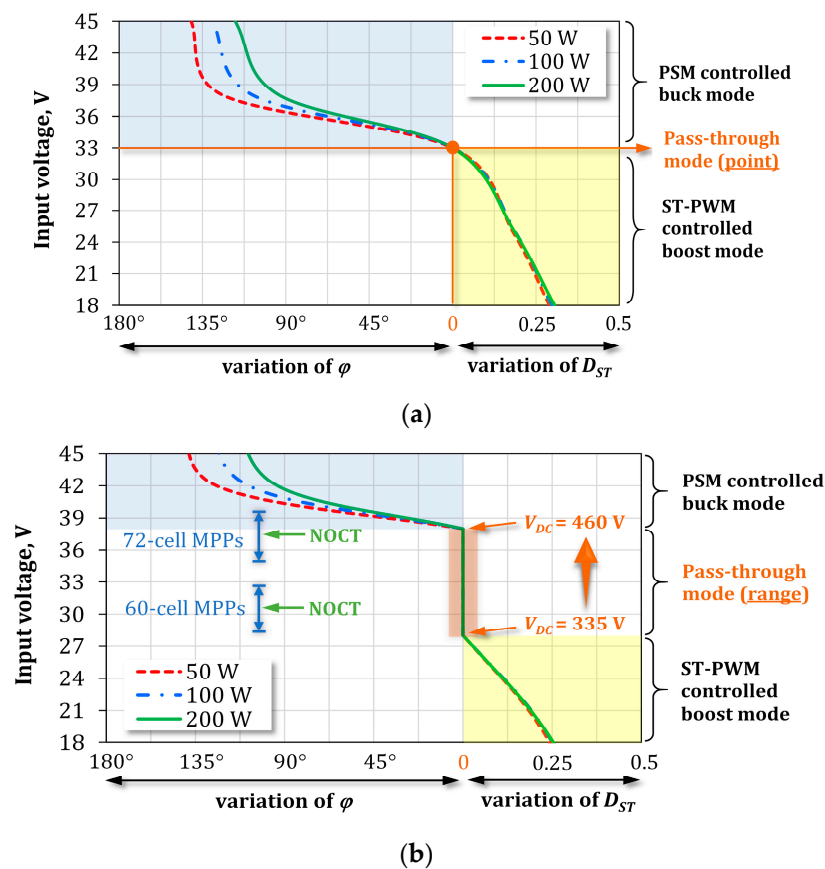 45
42
39
36
33
30
27
24
21
18
Input voltage, V
50 W
100 W
200 W
PSM controlled
buck mode
Pass-through
mode (point)
ST-PWM
controlled
boost mode
180° 135° 90° 45° 0 0.25 0.5
variation of φ variation of D_ST
(a)
45
42
39
36
33
30
27
24
21
18
Input voltage, V
72-cell MPPs NOCT
60-cell MPPs NOCT
V_DC = 460 V
V_DC = 335 V
50 W
100 W
200 W
PSM controlled
buck mode
Pass-through
mode (range)
ST-PWM
controlled
boost mode
180° 135° 90° 45° 0 0.25 0.5
variation of φ variation of D_ST
(b)